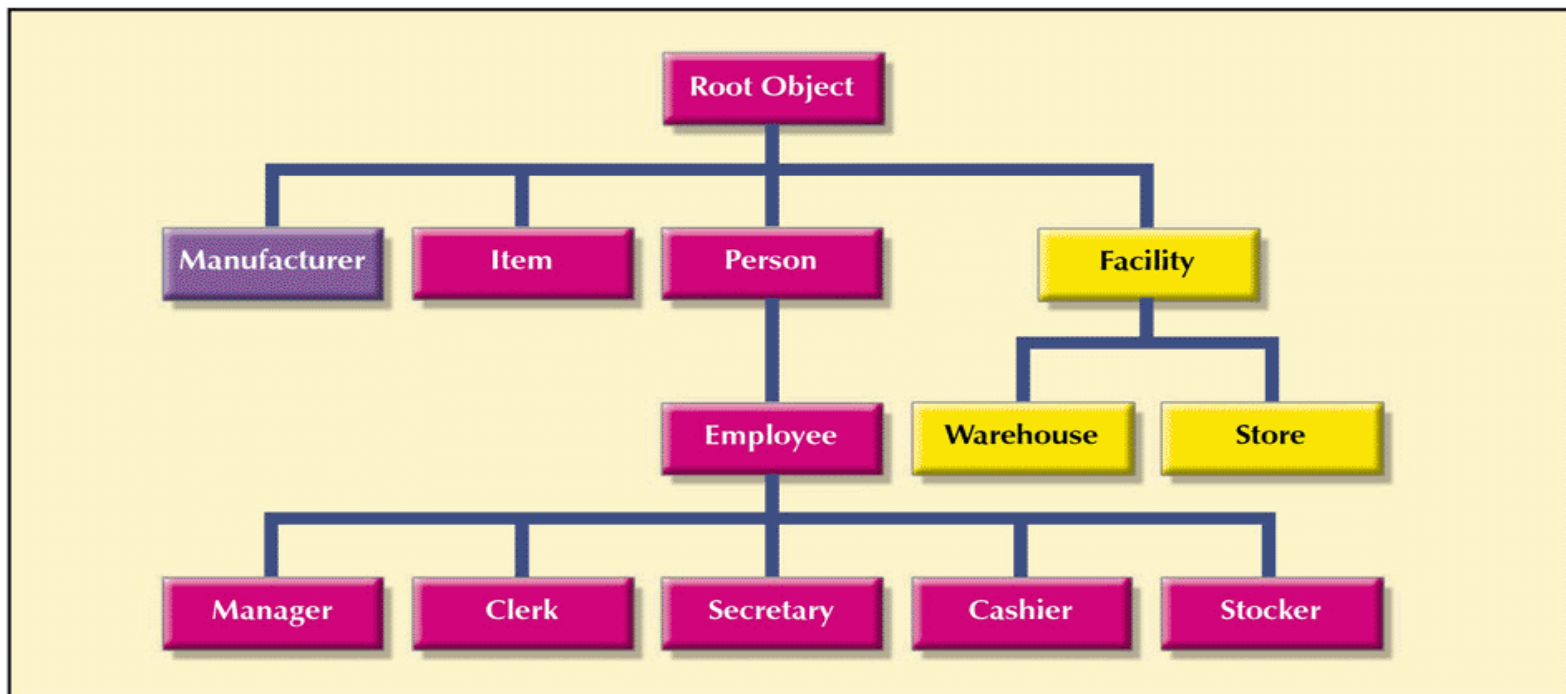 Root Object
Manufacturer
Item
Person
Facility
Employee
Warehouse
Store
Manager
Clerk
Secretary
Cashier
Stocker